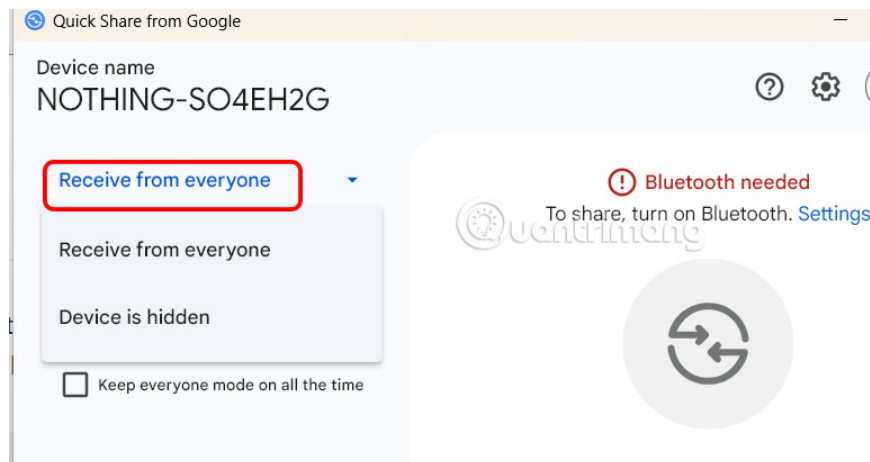 Quick Share from Google
Device name
NOTHING-SO4EH2G
Receive from everyone
Receive from everyone
Device is hidden
Keep everyone mode on all the time
Bluetooth needed
To share, turn on Bluetooth. Settings
Quantrimang